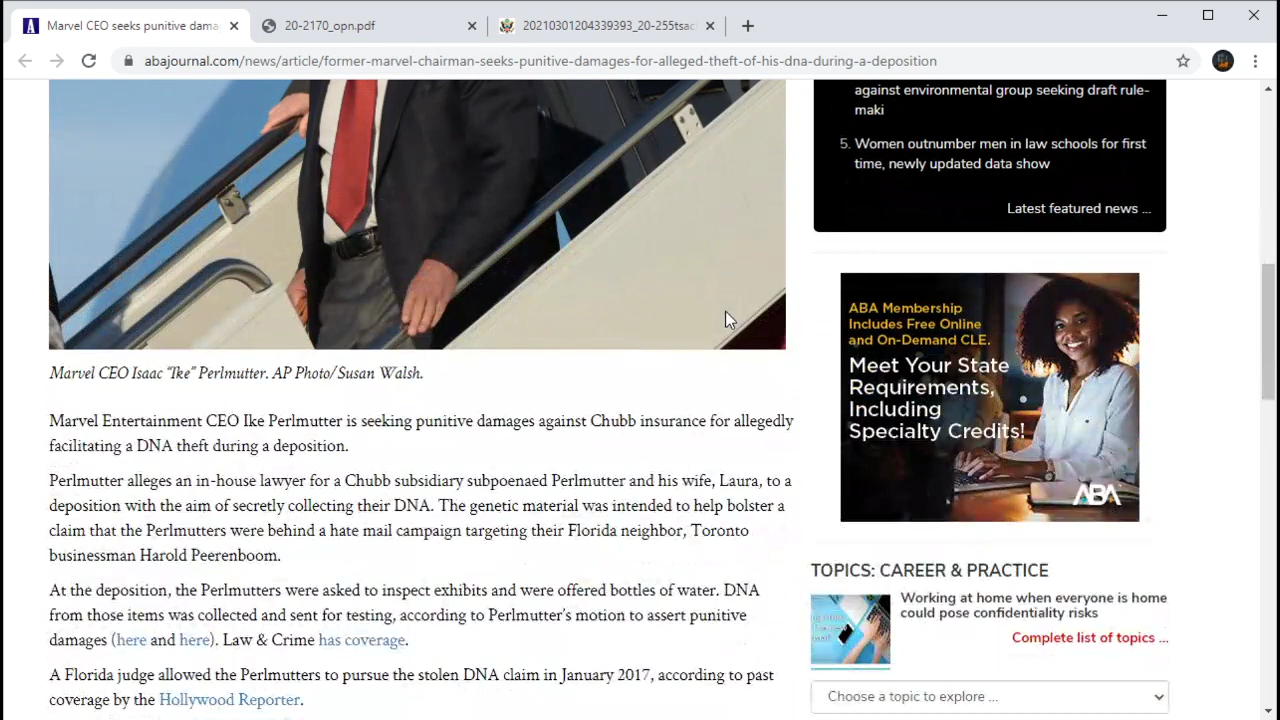 Marvel CEO seeks punitive dama
20-2170_opn.pdf
20210301204339393_20-255tsac
abajournal.com/news/article/former-marvel-chairman-seeks-punitive-damages-for-alleged-theft-of-his-dna-during-a-deposition
Marvel CEO Isaac “Ike” Perlmutter. AP Photo/Susan Walsh.
Marvel Entertainment CEO Ike Perlmutter is seeking punitive damages against Chubb insurance for allegedly
facilitating a DNA theft during a deposition.
Perlmutter alleges an in-house lawyer for a Chubb subsidiary subpoenaed Perlmutter and his wife, Laura, to a
deposition with the aim of secretly collecting their DNA. The genetic material was intended to help bolster a
claim that the Perlmutters were behind a hate mail campaign targeting their Florida neighbor, Toronto
businessman Harold Peerenboom.
At the deposition, the Perlmutters were asked to inspect exhibits and were offered bottles of water. DNA
from those items was collected and sent for testing, according to Perlmutter’s motion to assert punitive
damages (here and here). Law & Crime has coverage.
A Florida judge allowed the Perlmutters to pursue the stolen DNA claim in January 2017, according to past
coverage by the Hollywood Reporter.
against environmental group seeking draft rule-
maki
5. Women outnumber men in law schools for first
time, newly updated data show
Latest featured news ...
ABA Membership
Includes Free Online
and On-Demand CLE.
Meet Your State
Requirements,
Including
Specialty Credits!
ABA
TOPICS: CAREER & PRACTICE
Working at home when everyone is home
could pose confidentiality risks
Complete list of topics ...
Choose a topic to explore ...